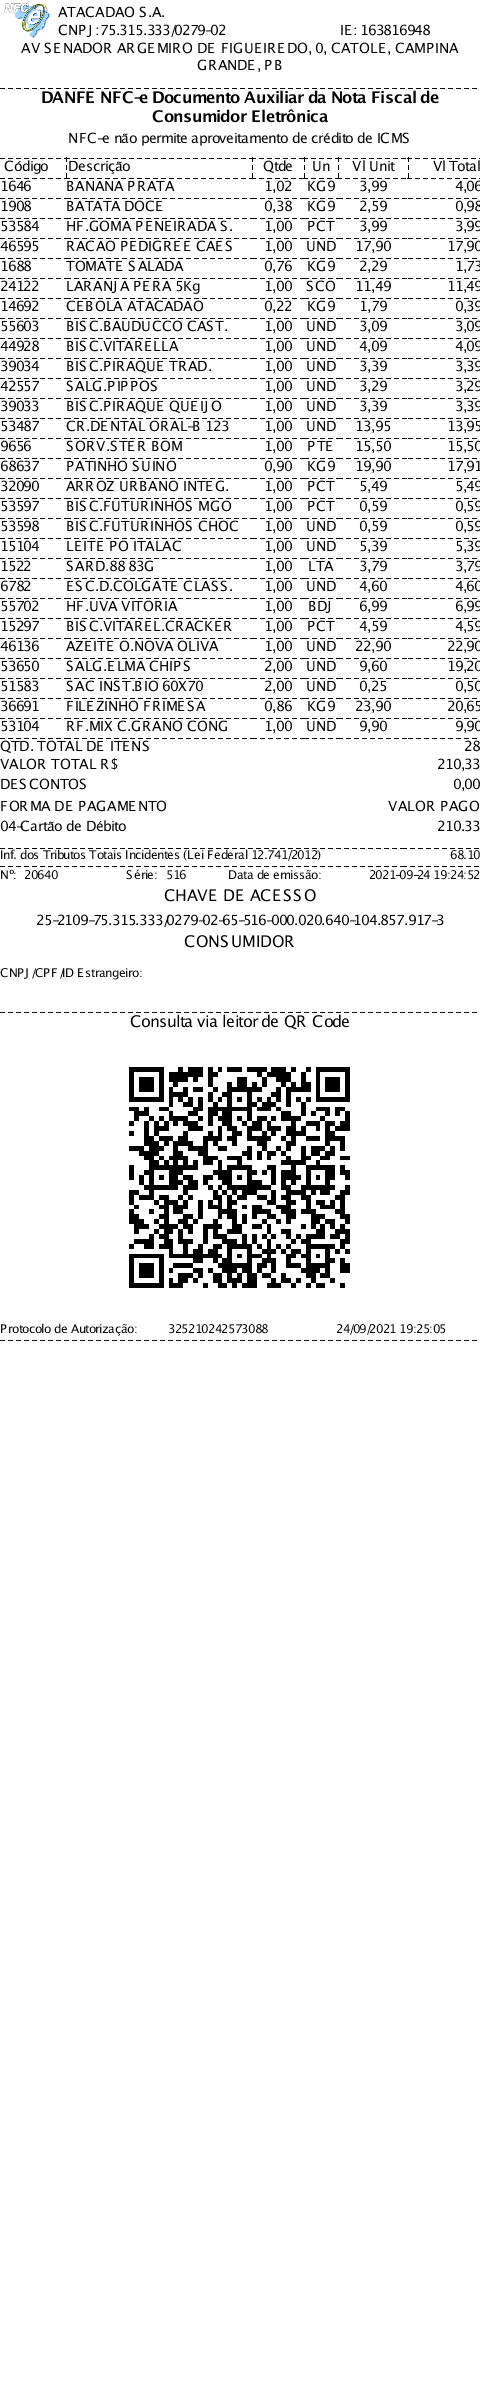 NFC e
ATACADAO S.A.
CNPJ: 75.315.333/0279-02 IE: 163816948
AV SENADOR ARGEMIRO DE FIGUEIREDO, 0, CATOLE, CAMPINA
GRANDE, PB
DANFE NFC-e Documento Auxiliar da Nota Fiscal de
Consumidor Eletrônica
NFC-e não permite aproveitamento de crédito de ICMS
Código Descrição Qtde Un Vl Unit Vl Total
1646 BANANA PRATA 1,02 KG9 3,99 4,06
1908 BATATA DOCE 0,38 KG9 2,59 0,98
53584 HF.GOMA PENEIRADA S. 1,00 PCT 3,99 3,99
46595 RACAO PEDIGREE CAES 1,00 UND 17,90 17,90
1688 TOMATE SALADA 0,76 KG9 2,29 1,73
24122 LARANJA PERA 5Kg 1,00 SCO 11,49 11,49
14692 CEBOLA ATACADAO 0,22 KG9 1,79 0,39
55603 BISC.BAUDUCCO CAST. 1,00 UND 3,09 3,09
44928 BISC.VITARELLA 1,00 UND 4,09 4,09
39034 BISC.PIRAQUE TRAD. 1,00 UND 3,39 3,39
42557 SALG.PIPPOS 1,00 UND 3,29 3,29
39033 BISC.PIRAQUE QUEIJO 1,00 UND 3,39 3,39
53487 CR.DENTAL ORAL-B 123 1,00 UND 13,95 13,95
9656 SORV.STER BOM 1,00 PTE 15,50 15,50
68637 PATINHO SUINO 0,90 KG9 19,90 17,91
32090 ARROZ URBANO INTEG. 1,00 PCT 5,49 5,49
53597 BISC.FUTURINHOS MGO 1,00 PCT 0,59 0,59
53598 BISC.FUTURINHOS CHOC 1,00 UND 0,59 0,59
15104 LEITE PO ITALAC 1,00 UND 5,39 5,39
1522 SARD.88 83G 1,00 LTA 3,79 3,79
6782 ESC.D.COLGATE CLASS. 1,00 UND 4,60 4,60
55702 HF.UVA VITORIA 1,00 BDJ 6,99 6,99
15297 BISC.VITAREL.CRACKER 1,00 PCT 4,59 4,59
46136 AZEITE O.NOVA OLIVA 1,00 UND 22,90 22,90
53650 SALG.ELMA CHIPS 2,00 UND 9,60 19,20
51583 SAC INST.BIO 60X70 2,00 UND 0,25 0,50
36691 FILEZINHO FRIMESA 0,86 KG9 23,90 20,65
53104 RF.MIX C.GRANO CONG 1,00 UND 9,90 9,90
QTD. TOTAL DE ITENS 28
VALOR TOTAL R$ 210,33
DESCONTOS 0,00
FORMA DE PAGAMENTO VALOR PAGO
04-Cartão de Débito 210.33
Inf. dos Tributos Totais Incidentes (Lei Federal 12.741/2012) 68.10
Nº: 20640 Série: 516 Data de emissão: 2021-09-24 19:24:52
CHAVE DE ACESSO
25-2109-75.315.333/0279-02-65-516-000.020.640-104.857.917-3
CONSUMIDOR
CNPJ/CPF/ID Estrangeiro:
Consulta via leitor de QR Code
Protocolo de Autorização: 325210242573088 24/09/2021 19:25:05